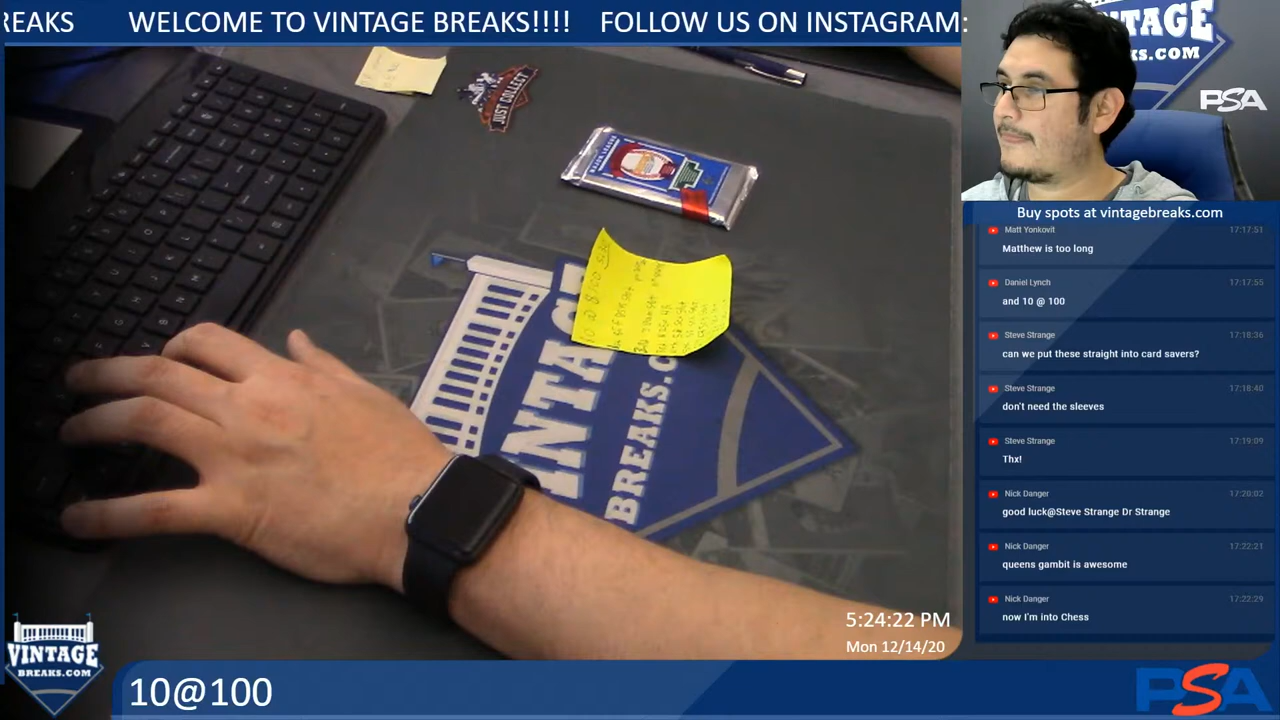 REAKS WELCOME TO VINTAGE BREAKS!!!! FOLLOW US ON INSTAGRAM:
JUST COLLECT
MAJOR LEAGUE
VINTAGE
BREAKS.C
NTAGE
BREAKS.COM
PSA
Buy spots at vintagebreaks.com
Matt Yonkovit 17:17:51
Matthew is too long
Daniel Lynch 17:17:55
and 10 @ 100
Steve Strange 17:18:36
can we put these straight into card savers?
Steve Strange 17:18:40
don't need the sleeves
Steve Strange 17:19:09
Thx!
Nick Danger 17:20:02
good luck@Steve Strange Dr Strange
Nick Danger 17:22:21
queens gambit is awesome
Nick Danger 17:22:29
now I'm into Chess
5:24:22 PM
Mon 12/14/20
VINTAGE
BREAKS.COM
10@100
PSA